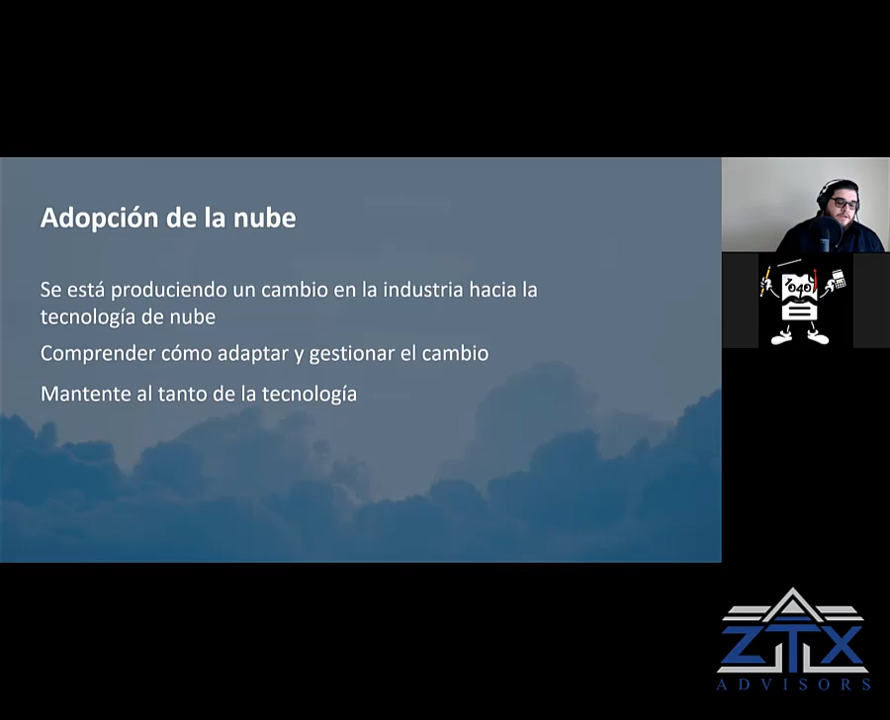 Adopción de la nube
Se está produciendo un cambio en la industria hacia la
tecnología de nube
Comprender cómo adaptar y gestionar el cambio
Mantente al tanto de la tecnología
1040
ZTX
ADVISORS